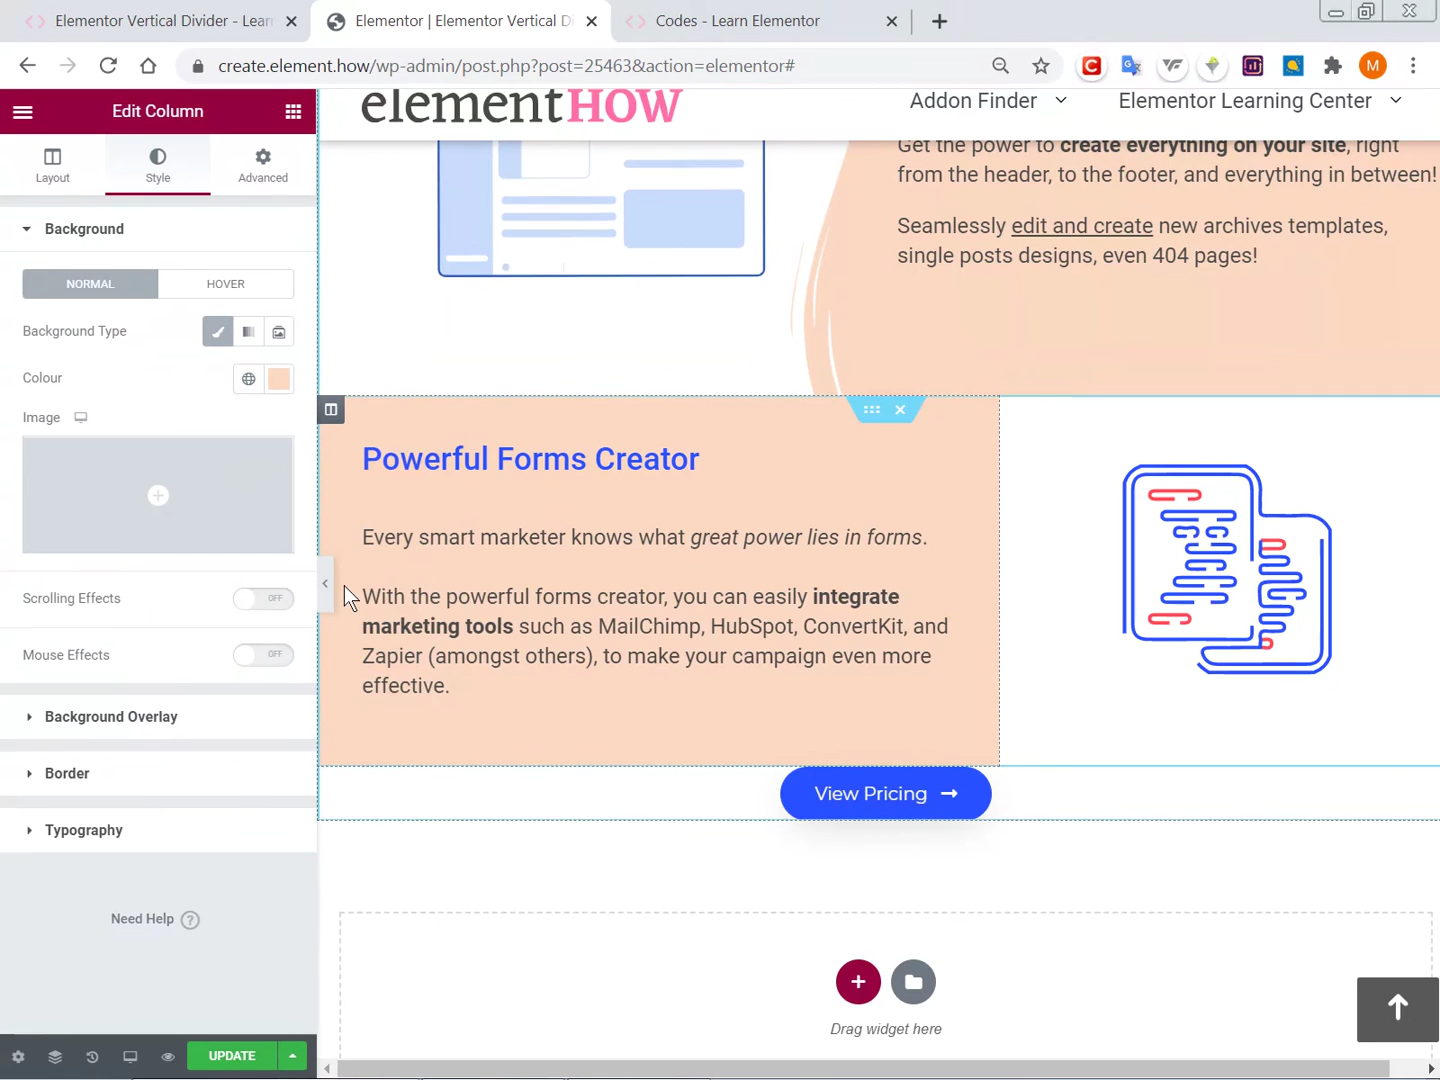 Elementor Vertical Divider - Lear
Elementor | Elementor Vertical D
Codes - Learn Elementor
create.element.how/wp-admin/post.php?post=25463&action=elementor#
M
Edit Column
Layout
Style
Advanced
Background
NORMAL
HOVER
Background Type
Colour
Image
Scrolling Effects
OFF
Mouse Effects
OFF
Background Overlay
Border
Typography
Need Help
UPDATE
elementHOW
Addon Finder
Elementor Learning Center
Get the power to create everything on your site, right
from the header, to the footer, and everything in between!
Seamlessly edit and create new archives templates,
single posts designs, even 404 pages!
Powerful Forms Creator
Every smart marketer knows what great power lies in forms.
With the powerful forms creator, you can easily integrate
marketing tools such as MailChimp, HubSpot, ConvertKit, and
Zapier (amongst others), to make your campaign even more
effective.
View Pricing
Drag widget here